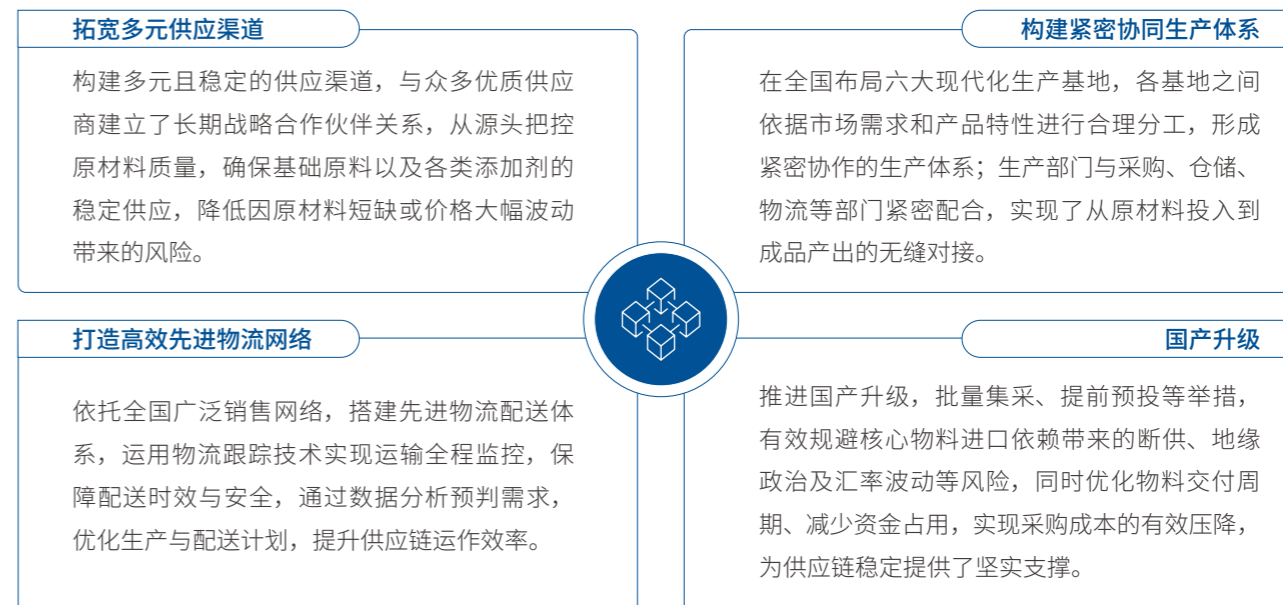 拓宽多元供应渠道
构建多元且稳定的供应渠道，与众多优质供应
商建立了长期战略合作伙伴关系，从源头把控
原材料质量，确保基础原料以及各类添加剂的
稳定供应，降低因原材料短缺或价格大幅波动
带来的风险。
构建紧密协同生产体系
在全国布局六大现代化生产基地，各基地之间
依据市场需求和产品特性进行合理分工，形成
紧密协作的生产体系；生产部门与采购、仓储、
物流等部门紧密配合，实现了从原材料投入到
成品产出的无缝对接。
打造高效先进物流网络
依托全国广泛销售网络，搭建先进物流配送体
系，运用物流跟踪技术实现运输全程监控，保
障配送时效与安全，通过数据分析预判需求，
优化生产与配送计划，提升供应链运作效率。
国产升级
推进国产升级，批量集采、提前预投等举措，
有效规避核心物料进口依赖带来的断供、地缘
政治及汇率波动等风险，同时优化物料交付周
期、减少资金占用，实现采购成本的有效压降，
为供应链稳定提供了坚实支撑。